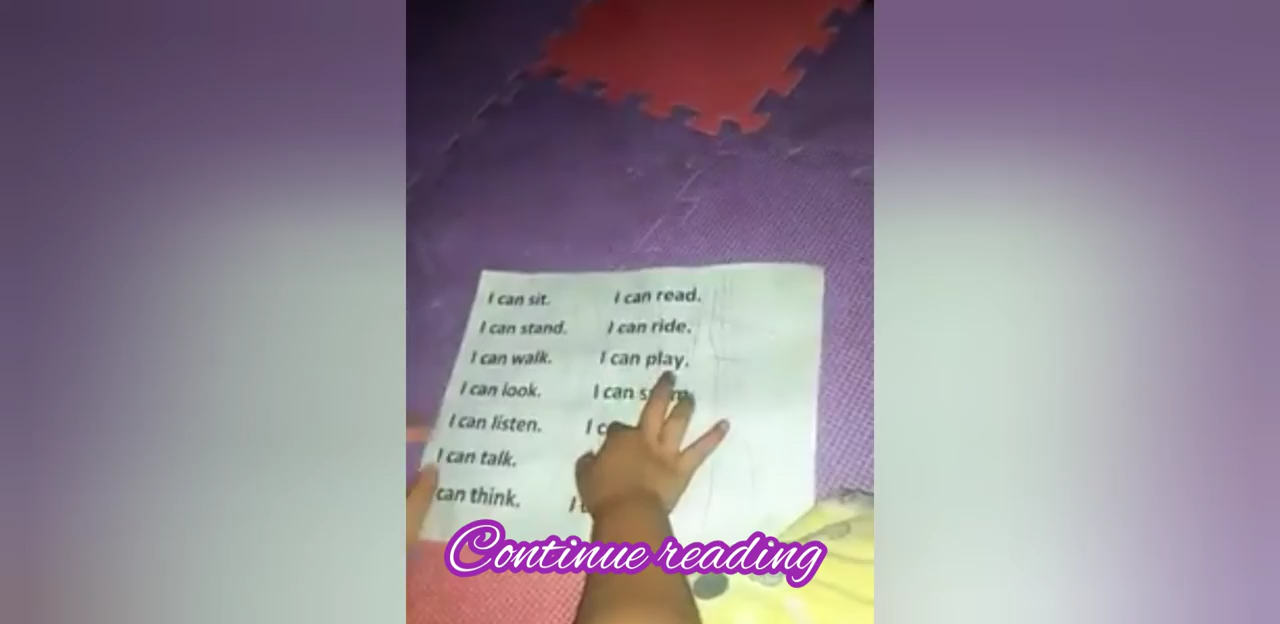 I can sit.
I can stand.
I can walk.
I can look.
I can listen.
I can talk.
can think.
I can read.
I can ride.
I can play.
I can
I
I
Continue reading